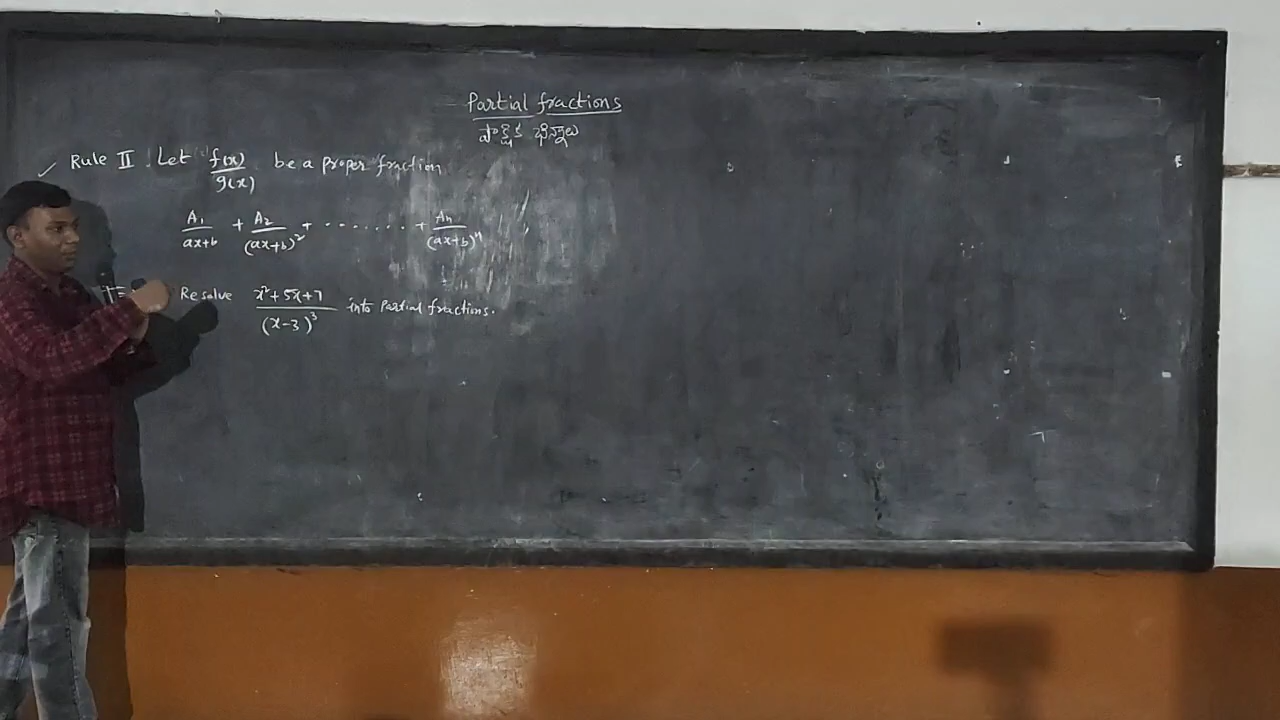 Partial fractions
పాక్షిక భిన్నాలు
Rule II. Let f(x)/g(x) be a proper fraction
A₁/(ax+b) + A₂/(ax+b)² + ....... + Aₙ/(ax+b)ⁿ
Resolve (x²+5x+7)/(x-3)³ into Partial fractions.